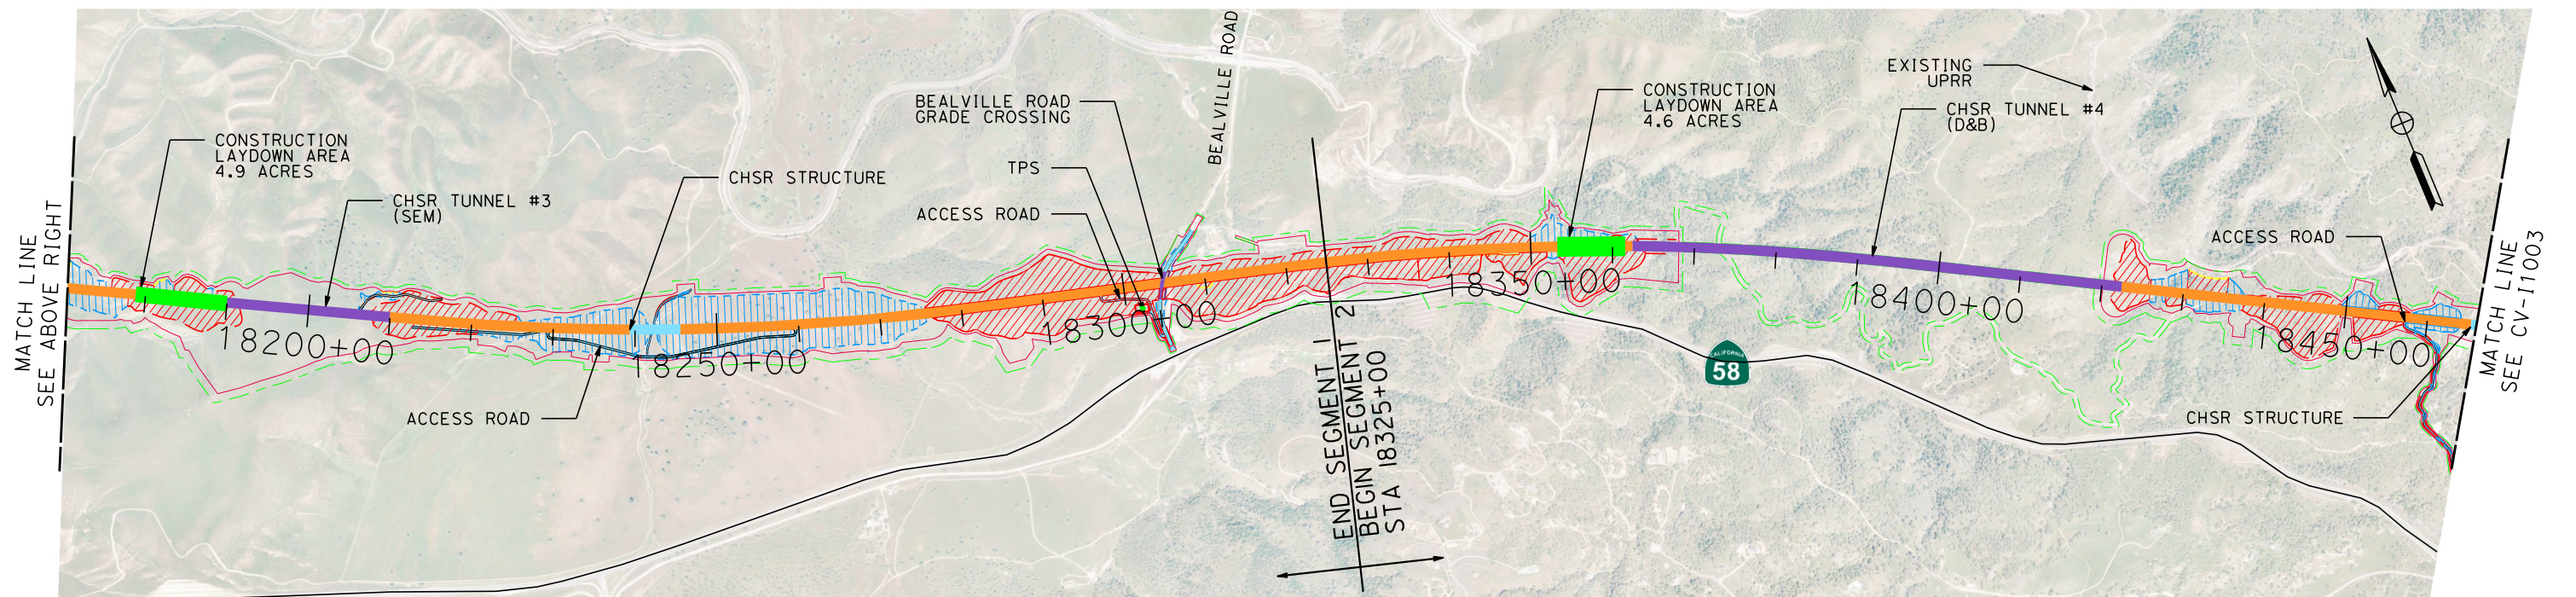 MATCH LINE
SEE ABOVE RIGHT
CONSTRUCTION
LAYDOWN AREA
4.9 ACRES
CHSR TUNNEL #3
(SEM)
18200+00
ACCESS ROAD
CHSR STRUCTURE
18250+00
BEALVILLE ROAD
GRADE CROSSING
TPS
ACCESS ROAD
BEALVILLE ROAD
18300+00
END SEGMENT 1
BEGIN SEGMENT 2
STA 18325+00
CONSTRUCTION
LAYDOWN AREA
4.6 ACRES
18350+00
CALIFORNIA
58
EXISTING
UPRR
CHSR TUNNEL #4
(D&B)
18400+00
ACCESS ROAD
18450+00
CHSR STRUCTURE
MATCH LINE
SEE CV-I1003